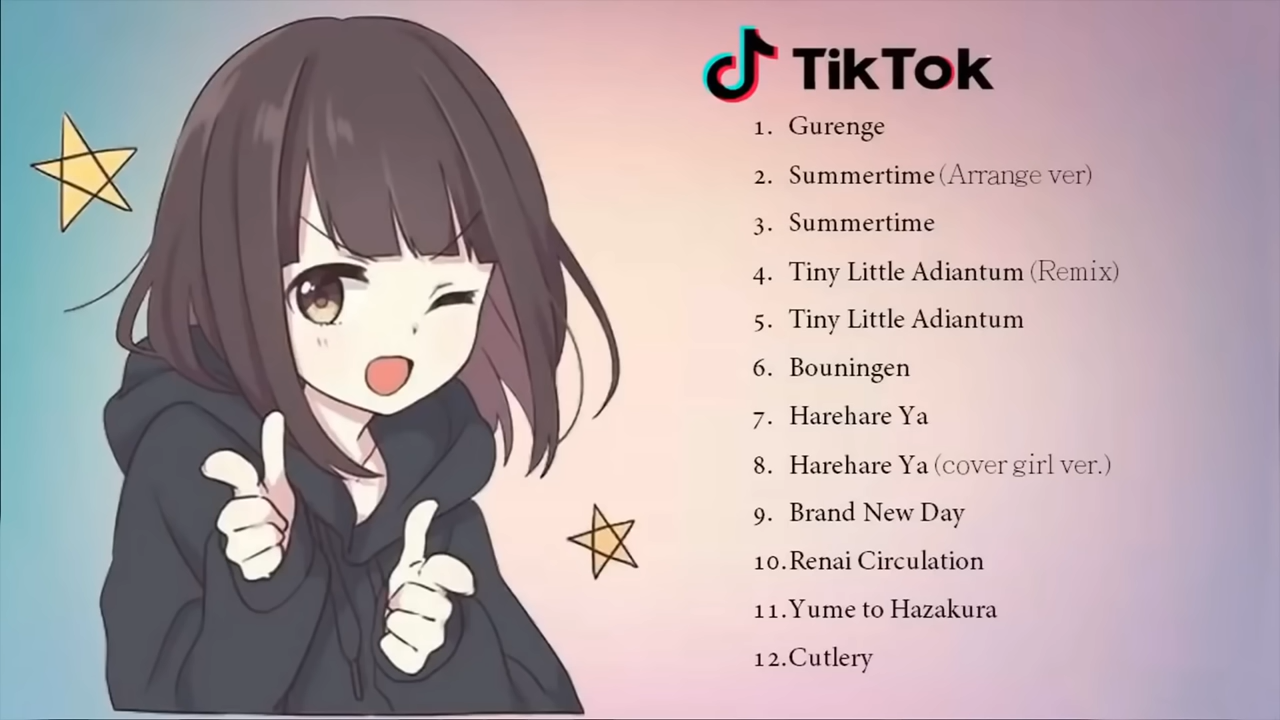 TikTok
1. Gurenge
2. Summertime (Arrange ver)
3. Summertime
4. Tiny Little Adiantum (Remix)
5. Tiny Little Adiantum
6. Bouningen
7. Harehare Ya
8. Harehare Ya (cover girl ver.)
9. Brand New Day
10. Renai Circulation
11. Yume to Hazakura
12. Cutlery